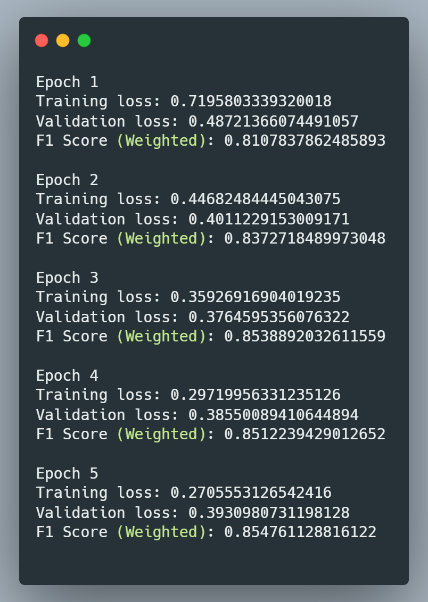 Epoch 1
Training loss: 0.7195803339320018
Validation loss: 0.48721366074491057
F1 Score (Weighted): 0.8107837862485893
Epoch 2
Training loss: 0.44682484445043075
Validation loss: 0.4011229153009171
F1 Score (Weighted): 0.8372718489973048
Epoch 3
Training loss: 0.35926916904019235
Validation loss: 0.3764595356076322
F1 Score (Weighted): 0.8538892032611559
Epoch 4
Training loss: 0.29719956331235126
Validation loss: 0.38550089410644894
F1 Score (Weighted): 0.8512239429012652
Epoch 5
Training loss: 0.2705553126542416
Validation loss: 0.3930980731198128
F1 Score (Weighted): 0.854761128816122